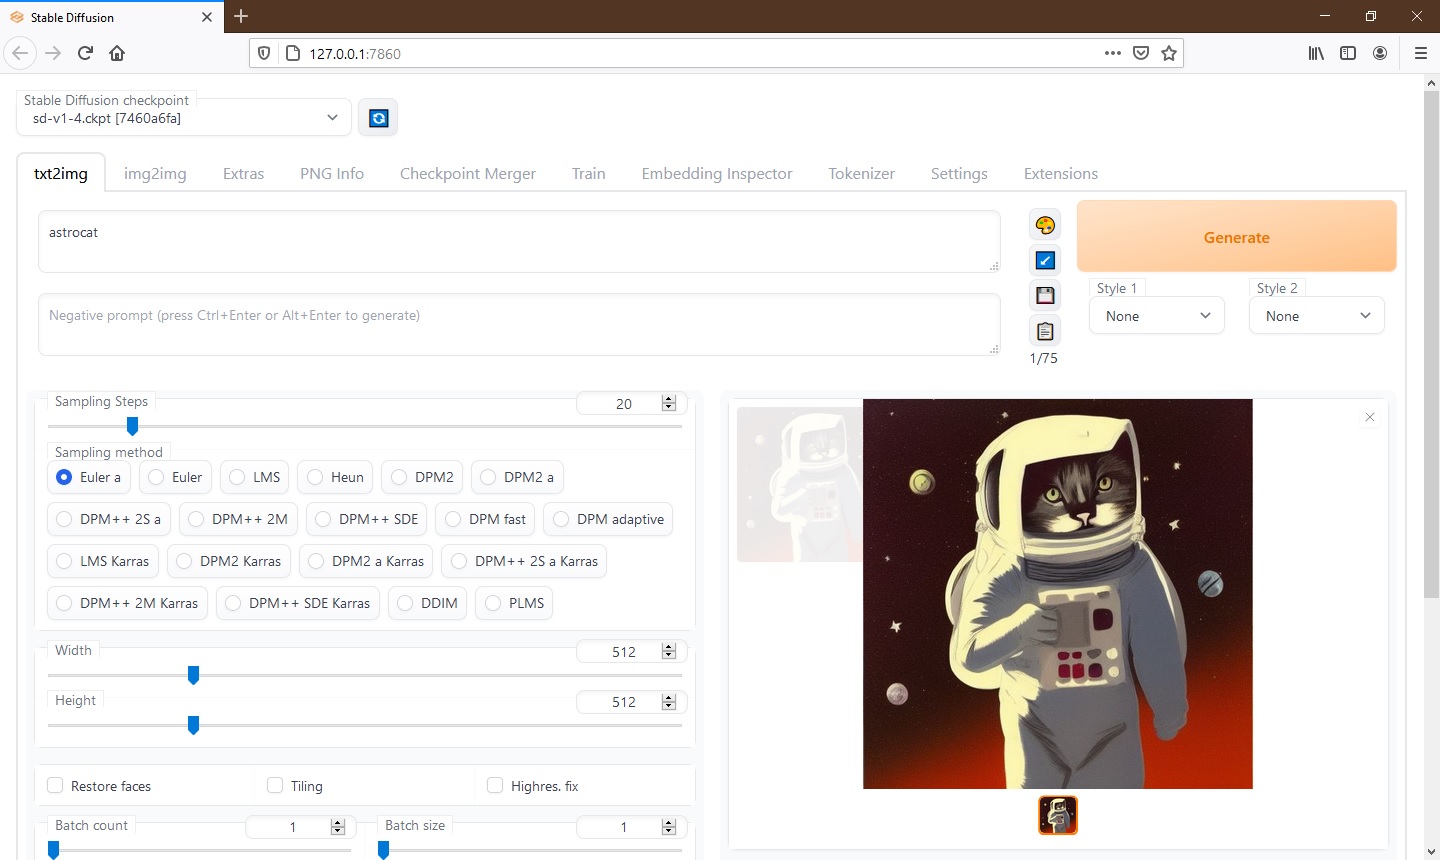 Stable Diffusion
127.0.0.1:7860
Stable Diffusion checkpoint
sd-v1-4.ckpt [7460a6fa]
txt2img img2img Extras PNG Info Checkpoint Merger Train Embedding Inspector Tokenizer Settings Extensions
astrocat
Generate
Style 1 Style 2
None None
Negative prompt (press Ctrl+Enter or Alt+Enter to generate)
1/75
Sampling Steps 20
Sampling method
Euler a Euler LMS Heun DPM2 DPM2 a
DPM++ 2S a DPM++ 2M DPM++ SDE DPM fast DPM adaptive
LMS Karras DPM2 Karras DPM2 a Karras DPM++ 2S a Karras
DPM++ 2M Karras DPM++ SDE Karras DDIM PLMS
Width 512
Height 512
Restore faces Tiling Highres. fix
Batch count 1 Batch size 1